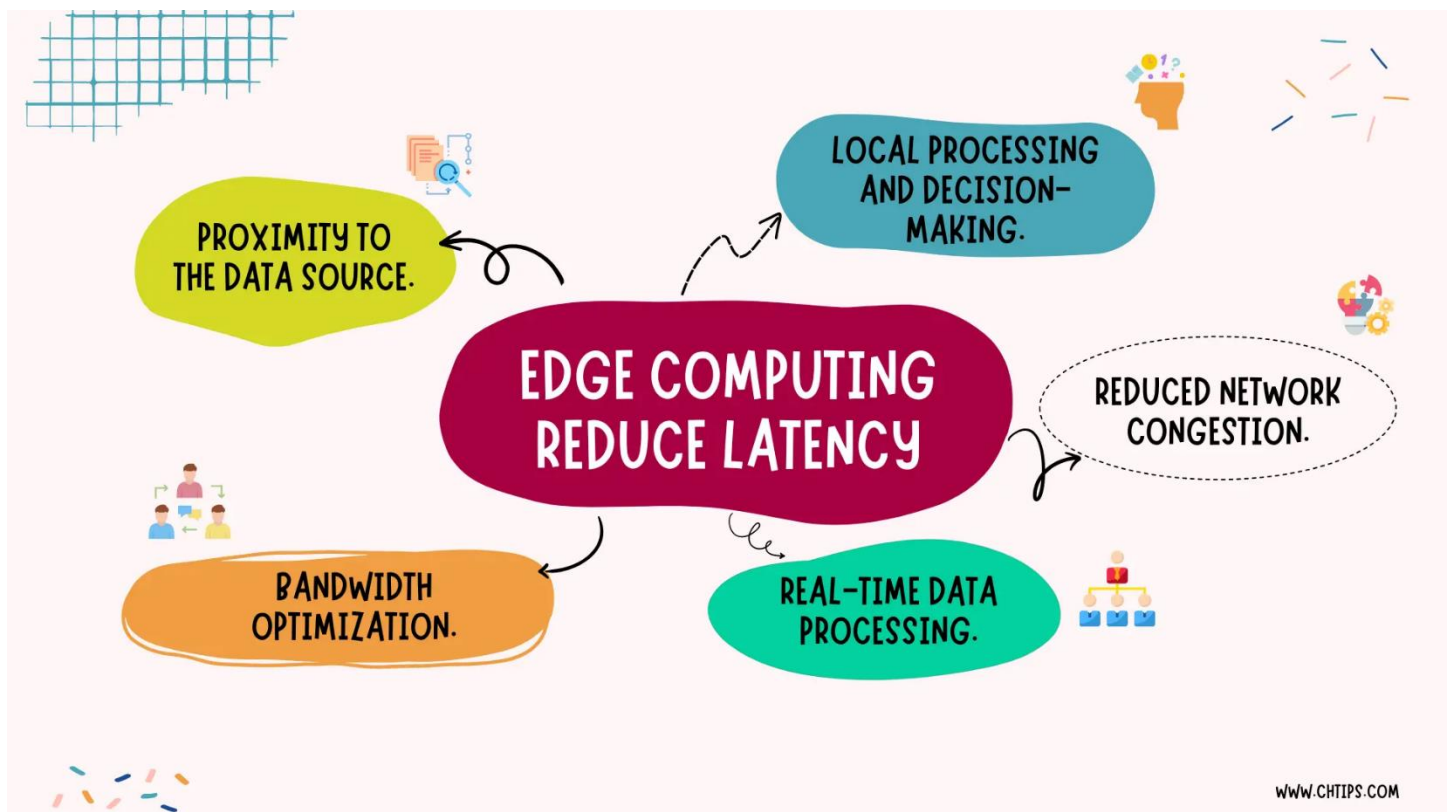 LOCAL PROCESSING
AND DECISION-
MAKING.
PROXIMITY TO
THE DATA SOURCE.
EDGE COMPUTING
REDUCE LATENCY
REDUCED NETWORK
CONGESTION.
BANDWIDTH
OPTIMIZATION.
REAL-TIME DATA
PROCESSING.
WWW.CHTIPS.COM